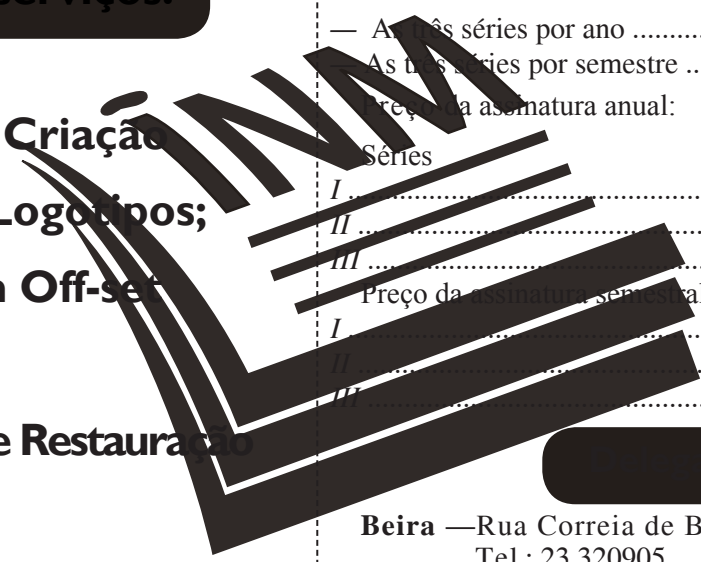 serviços:
Criação
Logotipos;
Off-set
e Restauração
INM
— As três séries por ano ..........
— As três séries por semestre ..
Preço da assinatura anual:
Séries
I ..................................................
II ..................................................
III ................................................
Preço da assinatura semestral
I ..................................................
II ..................................................
III ................................................
Beira —Rua Correia de B
Tel.: 23 320905